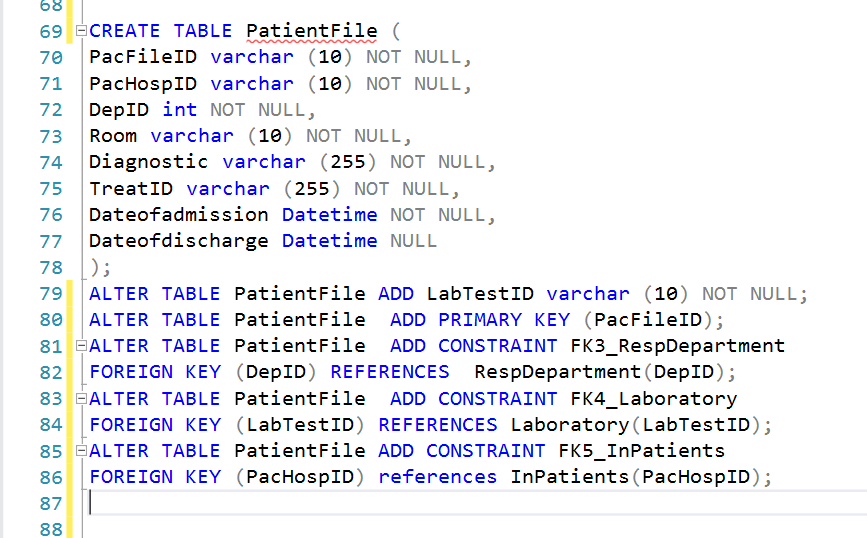 68
69 CREATE TABLE PatientFile (
70 PacFileID varchar (10) NOT NULL,
71 PacHospID varchar (10) NOT NULL,
72 DepID int NOT NULL,
73 Room varchar (10) NOT NULL,
74 Diagnostic varchar (255) NOT NULL,
75 TreatID varchar (255) NOT NULL,
76 Dateofadmission Datetime NOT NULL,
77 Dateofdischarge Datetime NULL
78 );
79 ALTER TABLE PatientFile ADD LabTestID varchar (10) NOT NULL;
80 ALTER TABLE PatientFile  ADD PRIMARY KEY (PacFileID);
81 ALTER TABLE PatientFile  ADD CONSTRAINT FK3_RespDepartment
82 FOREIGN KEY (DepID) REFERENCES  RespDepartment(DepID);
83 ALTER TABLE PatientFile  ADD CONSTRAINT FK4_Laboratory
84 FOREIGN KEY (LabTestID) REFERENCES Laboratory(LabTestID);
85 ALTER TABLE PatientFile ADD CONSTRAINT FK5_InPatients
86 FOREIGN KEY (PacHospID) references InPatients(PacHospID);
87
88